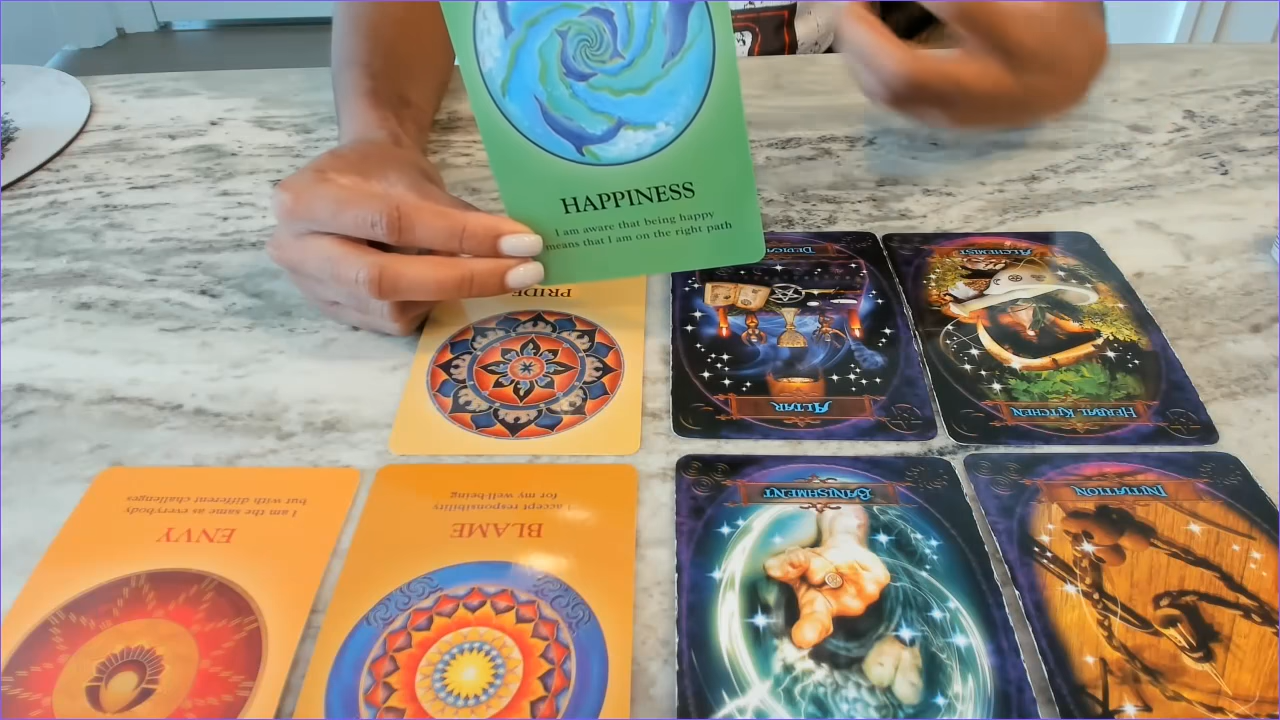 HAPPINESS
I am aware that being happy
means that I am on the right path
PRIDE
ALCHEMIST
ALTAR
HERBAL KITCHEN
I am the same as everybody
but with different challenges
ENVY
I accept responsibility
for my well-being
BLAME
BANISHMENT
INITIATION